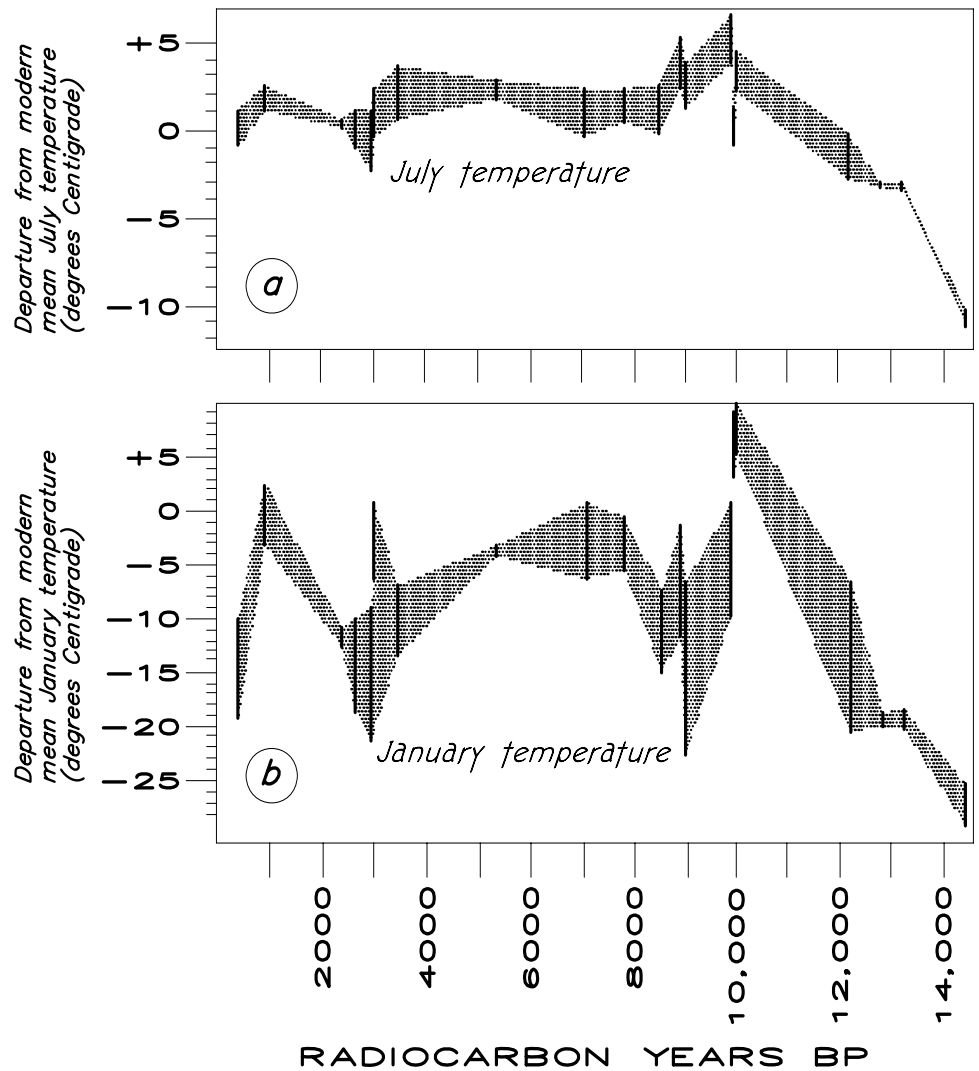 Departure from modern
mean July temperature
(degrees Centigrade)
+5
0
−5
−10
July temperature
a
Departure from modern
mean January temperature
(degrees Centigrade)
+5
0
−5
−10
−15
−20
−25
January temperature
b
2000
4000
6000
8000
10,000
12,000
14,000
RADIOCARBON YEARS BP